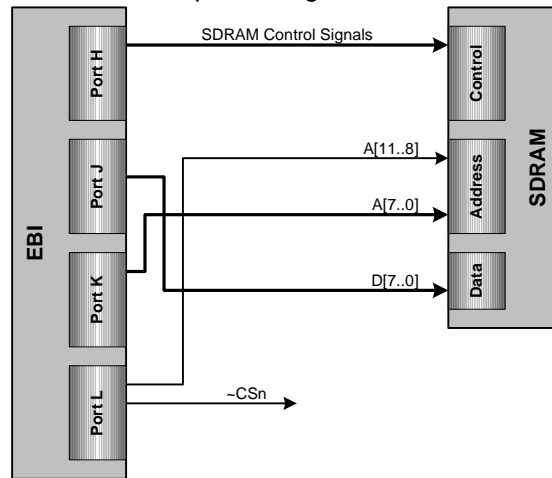 SDRAM Control Signals
Port H
Control
A[11..8]
Port J
Address
SDRAM
A[7..0]
EBI
Port K
D[7..0]
Data
Port L
~CSn